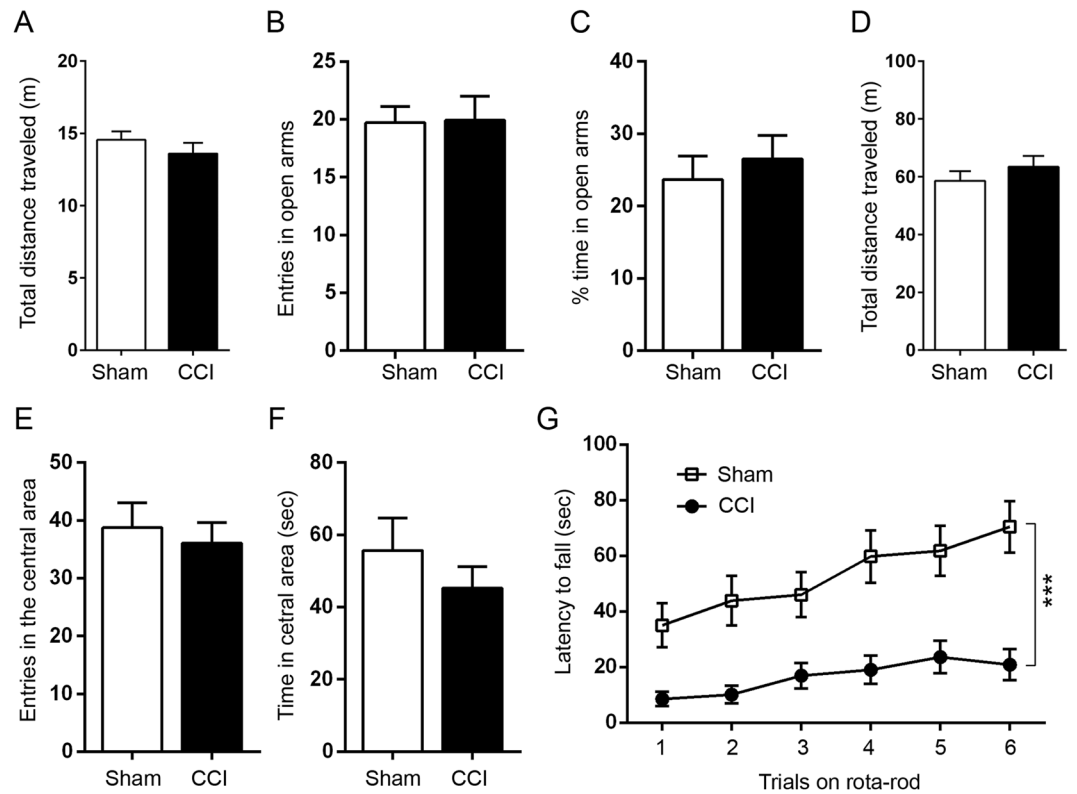 A
Total distance traveled (m)
20
15
10
5
0
Sham CCI
B
Entries in open arms
25
20
15
10
5
0
Sham CCI
C
% time in open arms
40
30
20
10
0
Sham CCI
D
Total distance traveled (m)
100
80
60
40
20
0
Sham CCI
E
Entries in the central area
50
40
30
20
10
0
Sham CCI
F
Time in cetral area (sec)
80
60
40
20
0
Sham CCI
G
Latency to fall (sec)
100
80
60
40
20
0
Sham
CCI
***
1 2 3 4 5 6
Trials on rota-rod